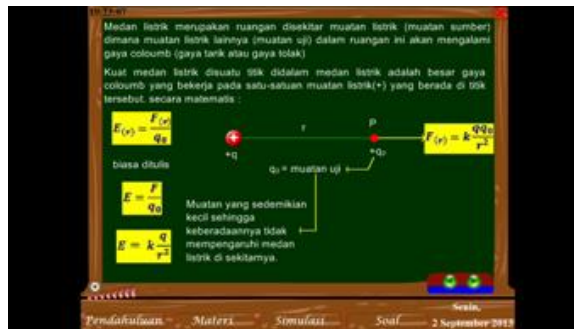 Medan listrik merupakan ruangan disekitar muatan listrik (muatan sumber)
dimana muatan listrik lainnya (muatan uji) dalam ruangan ini akan mengalami
gaya coloumb (gaya tarik atau gaya tolak)
Kuat medan listrik disuatu titik didalam medan listrik adalah besar gaya
coloumb yang bekerja pada satu-satuan muatan listrik(+) yang berada di titik
tersebut. secara matematis :
E(r) = F(r)/q₀
r
P
F(r) = k qq₀/r²
+q
+q₀
biasa ditulis
q₀ = muatan uji
E = F/q₀
Muatan yang sedemikian
kecil sehingga
keberadaannya tidak
mempengaruhi medan
listrik di sekitarnya.
E = k q/r²
Pendahuluan
Materi
Simulasi
Soal
Senin,
2 September 2013